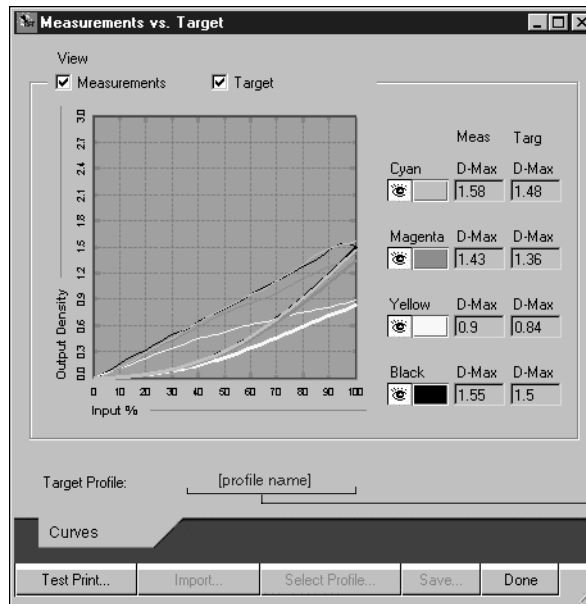 Measurements vs. Target
View
Measurements
Target
3.0
2.7
2.4
2.1
1.8
1.5
1.2
0.9
0.6
0.3
0.0
Output Density
0 10 20 30 40 50 60 70 80 90 100
Input %
Meas Targ
Cyan D-Max D-Max
1.58 1.48
Magenta D-Max D-Max
1.43 1.36
Yellow D-Max D-Max
0.9 0.84
Black D-Max D-Max
1.55 1.5
Target Profile: [profile name]
Curves
Test Print... Import... Select Profile... Save... Done